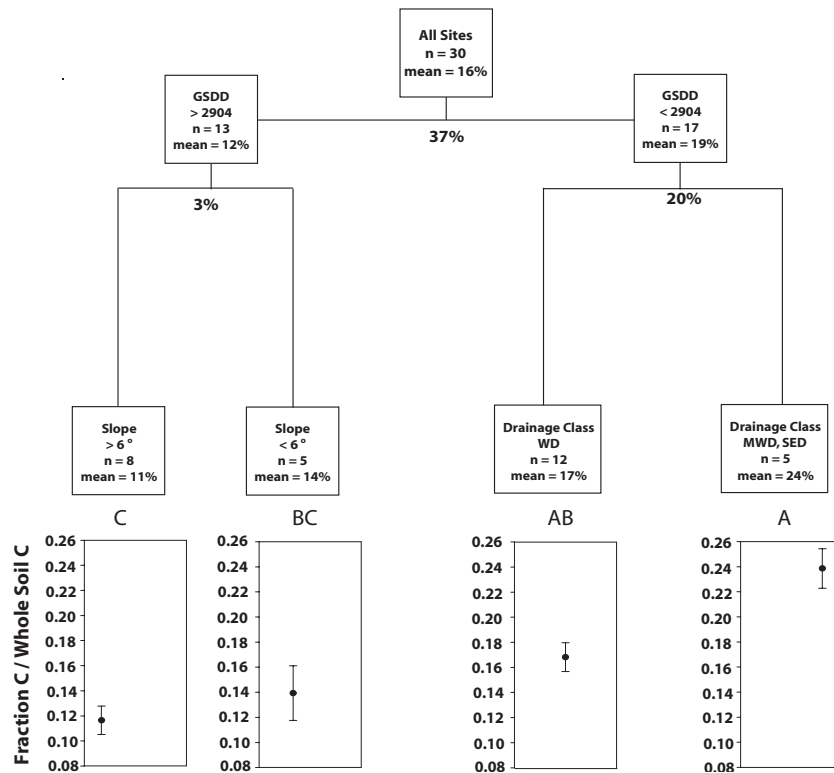 All Sites
n = 30
mean = 16%
GSDD
> 2904
n = 13
mean = 12%
GSDD
< 2904
n = 17
mean = 19%
37%
3%
20%
Slope
> 6 °
n = 8
mean = 11%
Slope
< 6 °
n = 5
mean = 14%
Drainage Class
WD
n = 12
mean = 17%
Drainage Class
MWD, SED
n = 5
mean = 24%
C
BC
AB
A
Fraction C / Whole Soil C
0.26
0.24
0.22
0.20
0.18
0.16
0.14
0.12
0.10
0.08
0.26
0.24
0.22
0.20
0.18
0.16
0.14
0.12
0.10
0.08
0.26
0.24
0.22
0.20
0.18
0.16
0.14
0.12
0.10
0.08
0.26
0.24
0.22
0.20
0.18
0.16
0.14
0.12
0.10
0.08